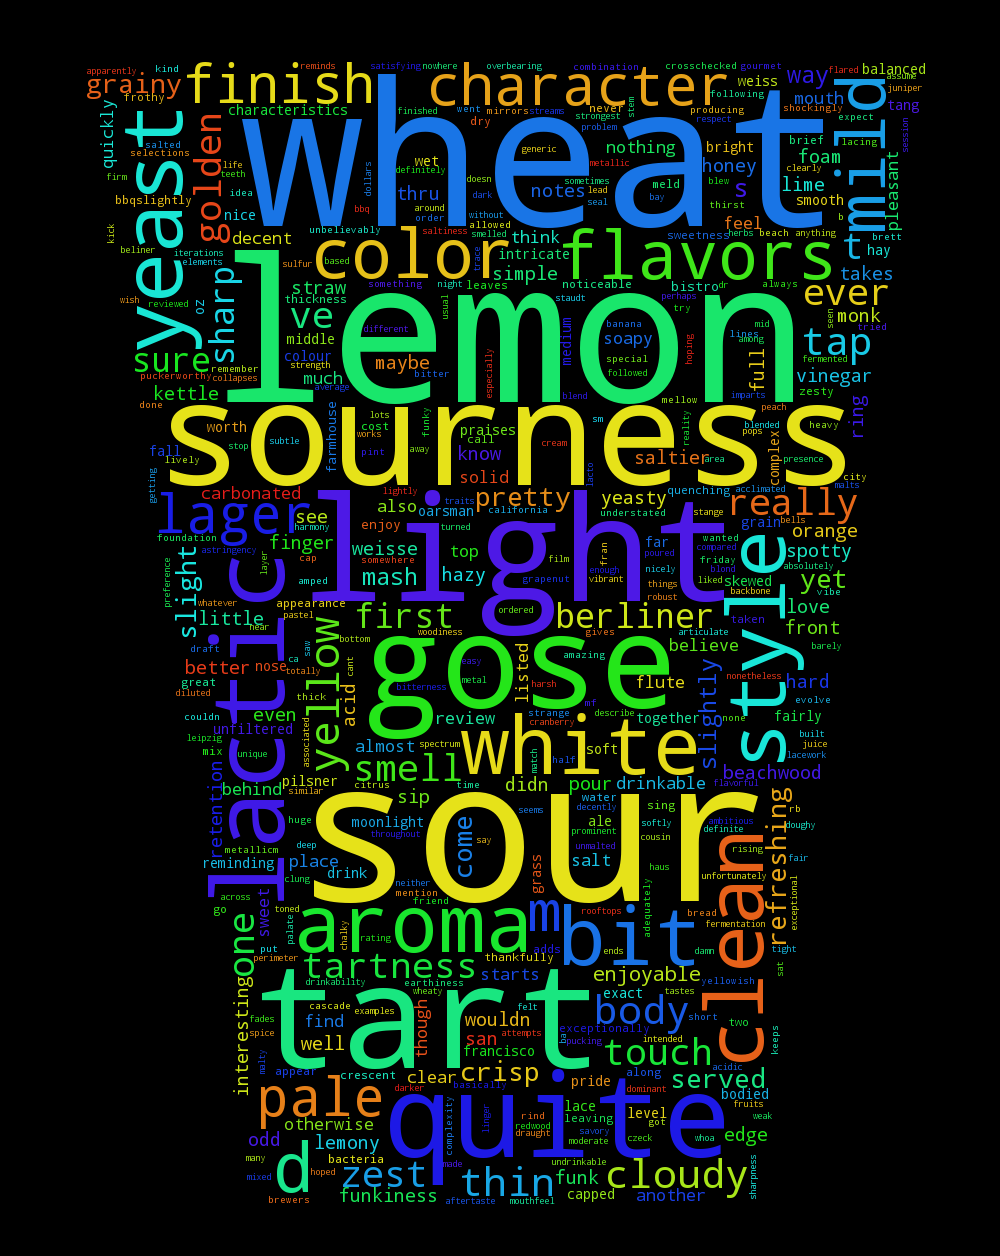 apparently kind reminds satisfying nowhere overbearing combination crosschecked gourmet flared assume
grainy finish character weiss way balanced
frothy quickly characteristics wheat following mouth juniper
salted yeast golden finished went mirrors streams never stem producing shockingly tang mild expect session
selections dry strongest problem respect brief lacing
firm life teeth dollars generic wet nothing bright foam clearly pleasant
bbqslightly idea definitely doesn metallic honey lime smooth
nice thru notes sometimes lead meld blew s thirst
bbq around dark seal bay
kick decent unbelievably order without allowed feel herbs beach anything b brett
beliner color saltiness smelled think flavors sweetness t hay
iterations elements sulfur based trace intricate
wish sharp straw something night leaves simple noticeable bistro dr always takes ever
reviewed oz thickness ve usual staudt perhaps try seen monk
middle different medium banana soapy lines mid tried tap
sure remember colour strength maybe lemon special hoping among full fermented
puckerworthy collapses much average bitter especially followed mellow imparts vinegar
kettle done lots blend zesty
worth cost funky praises sm reality peach blended heavy ring
fall stop subtle farmhouse works call cream pops complex
lively pint away know sourness saltier area presence city
getting carbonated lightly solid lacto quenching acclimated malts
lager traits pretty yeasty really
see also oarsman california understood stange
foundation harmony finger enjoy turned light far wanted grain bells orange
astringency layer weisse top film fran vibrant poured nicely compared friday spotty
preference slight cap somewhere hazy grapenut enough things liked blond skewed absolutely
whatever amped mash robust backbone yet vibe
little appearance first ordered berliner taken love
draft near pastel woodiness gives articulate style front
better nose ca saw bottom easy amazing believe barely
great totally cant gose metal harsh nonetheless hard
diluted thick bitterness listed mf flute evolve
couldn even yellow acid review strange cranberry describe together slightly none fairly
leipzig unfiltered built juice
mix unique associated almost spectrum match white soft lacework
lactic smell half beachwood
retention behind pilsner citrus time didn pour drinkable flavorful
similar sip water sing rb
metallicm huge moonlight seems ale decently softly ambitious doughy
deep throughout come say prominent cousin definite refreshing
reminding place sour unmalted haus rising fair
clung drink neither salt unfortunately
across mention grass adequately clean exceptional
go sweet toned friend m rooftops bread
put palate chalky rating aroma bit fermentation
perimeter one adds ends damn tight
tartness thankfully sat
interesting drinkability earthiness starts enjoyable tastes yellowish
cascade examples wheaty exact body
fades find though felt wouldn short two
spice well tart san attempts ba exceptionally intended keeps
malty francisco pucking touch acidic
appear crescent clear crisp along served
pale darker basically pride dominant bodied
otherwise complexity linger quite rind lace level fruits
redwood leaving got weak
odd lemony draught savory moderate czeck whoa edge
many bacteria d made undrinkable sharpness
mixed hoped zest thin funk cloudy
brewers funkiness aftertaste mouthfeel capped another